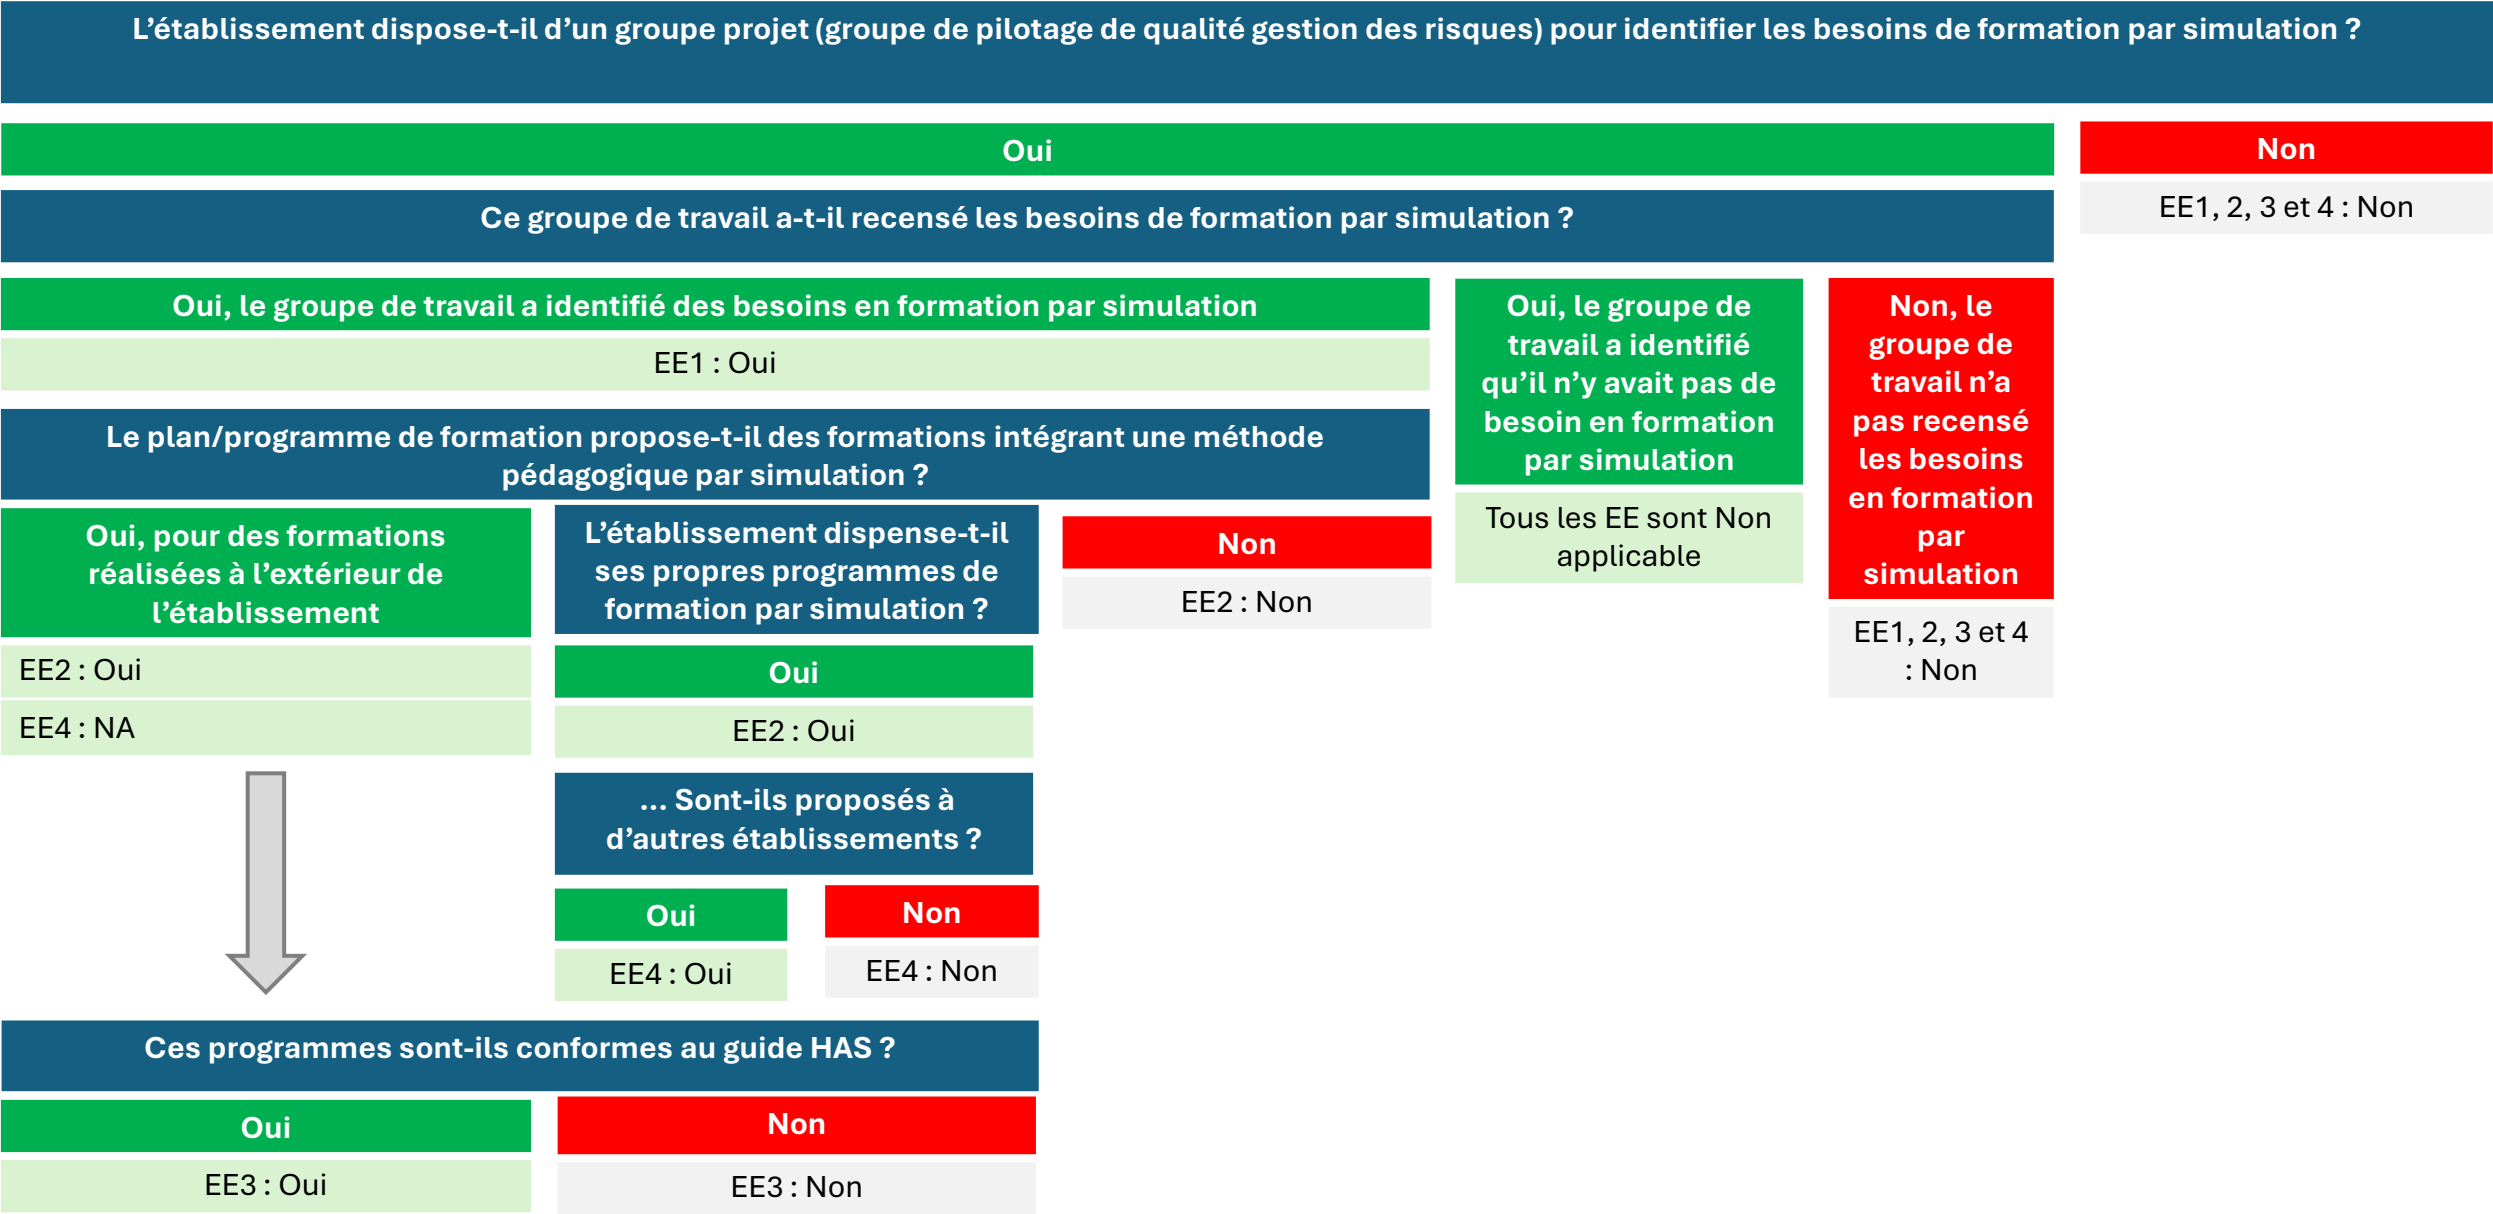 L’établissement dispose-t-il d’un groupe projet (groupe de pilotage de qualité gestion des risques) pour identifier les besoins de formation par simulation ?
Oui
Non
EE1, 2, 3 et 4 : Non
Ce groupe de travail a-t-il recensé les besoins de formation par simulation ?
Oui, le groupe de travail a identifié des besoins en formation par simulation
EE1 : Oui
Oui, le groupe de
travail a identifié
qu’il n’y avait pas de
besoin en formation
par simulation
Tous les EE sont Non
applicable
Non, le
groupe de
travail n’a
pas recensé
les besoins
en formation
par
simulation
EE1, 2, 3 et 4
: Non
Le plan/programme de formation propose-t-il des formations intégrant une méthode
pédagogique par simulation ?
Oui, pour des formations
réalisées à l’extérieur de
l’établissement
EE2 : Oui
EE4 : NA
L’établissement dispense-t-il
ses propres programmes de
formation par simulation ?
Oui
EE2 : Oui
... Sont-ils proposés à
d’autres établissements ?
Oui
EE4 : Oui
Non
EE4 : Non
Non
EE2 : Non
Ces programmes sont-ils conformes au guide HAS ?
Oui
EE3 : Oui
Non
EE3 : Non